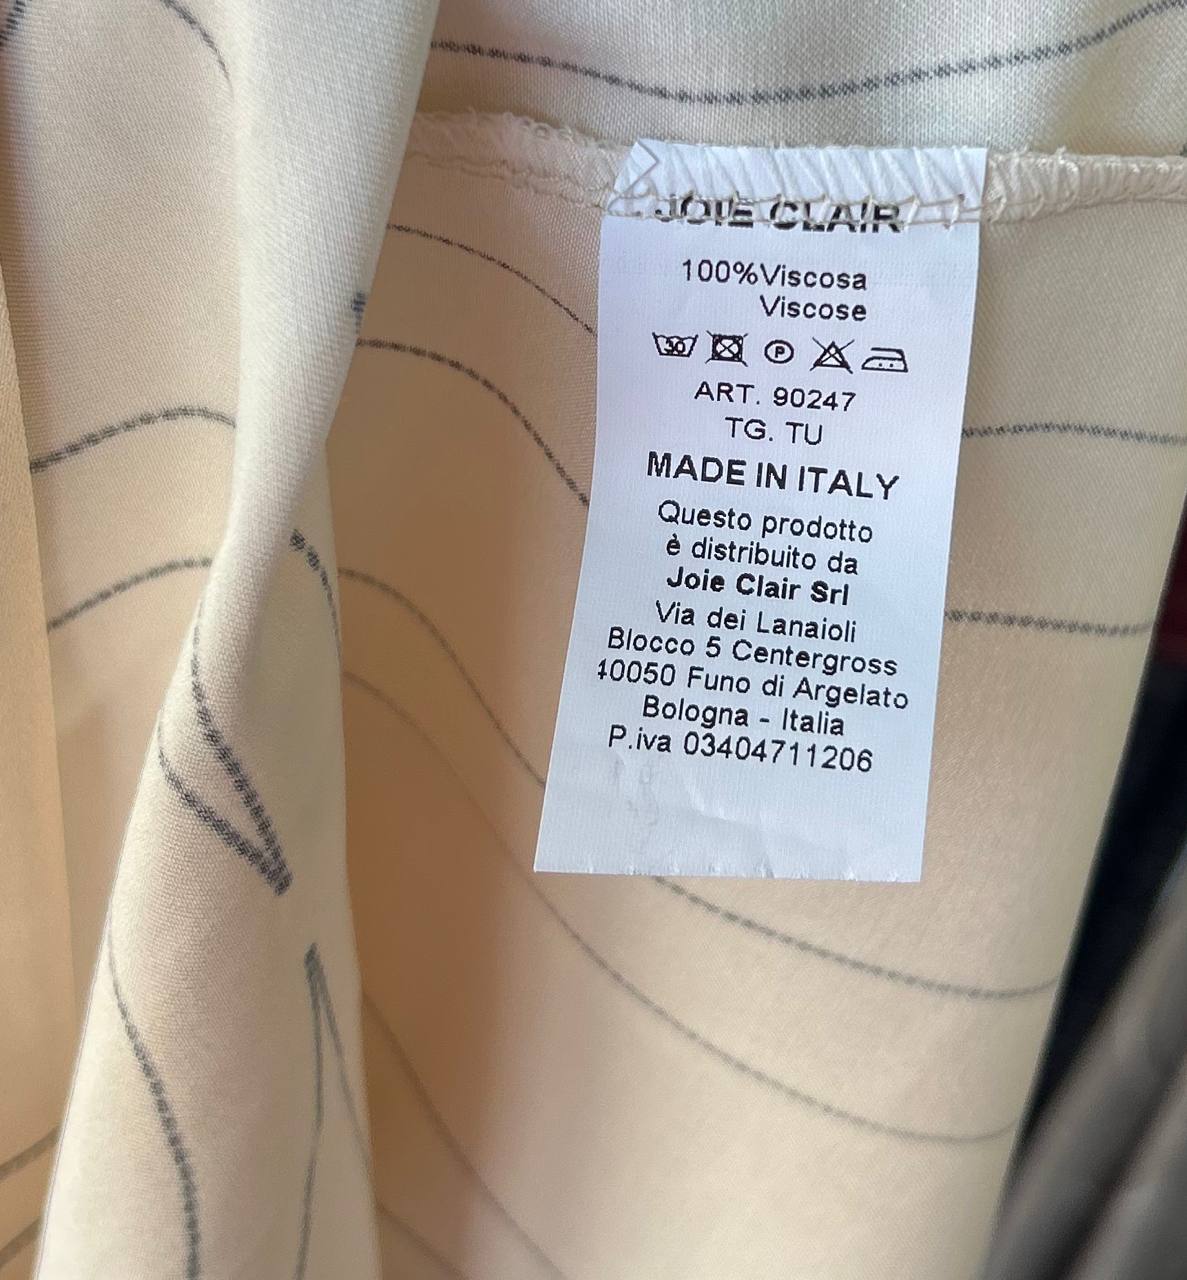 JOIE CLAIR
100%Viscosa
Viscose
30 P
ART. 90247
TG. TU
MADE IN ITALY
Questo prodotto
è distribuito da
Joie Clair Srl
Via dei Lanaioli
Blocco 5 Centergross
40050 Funo di Argelato
Bologna - Italia
P.iva 03404711206